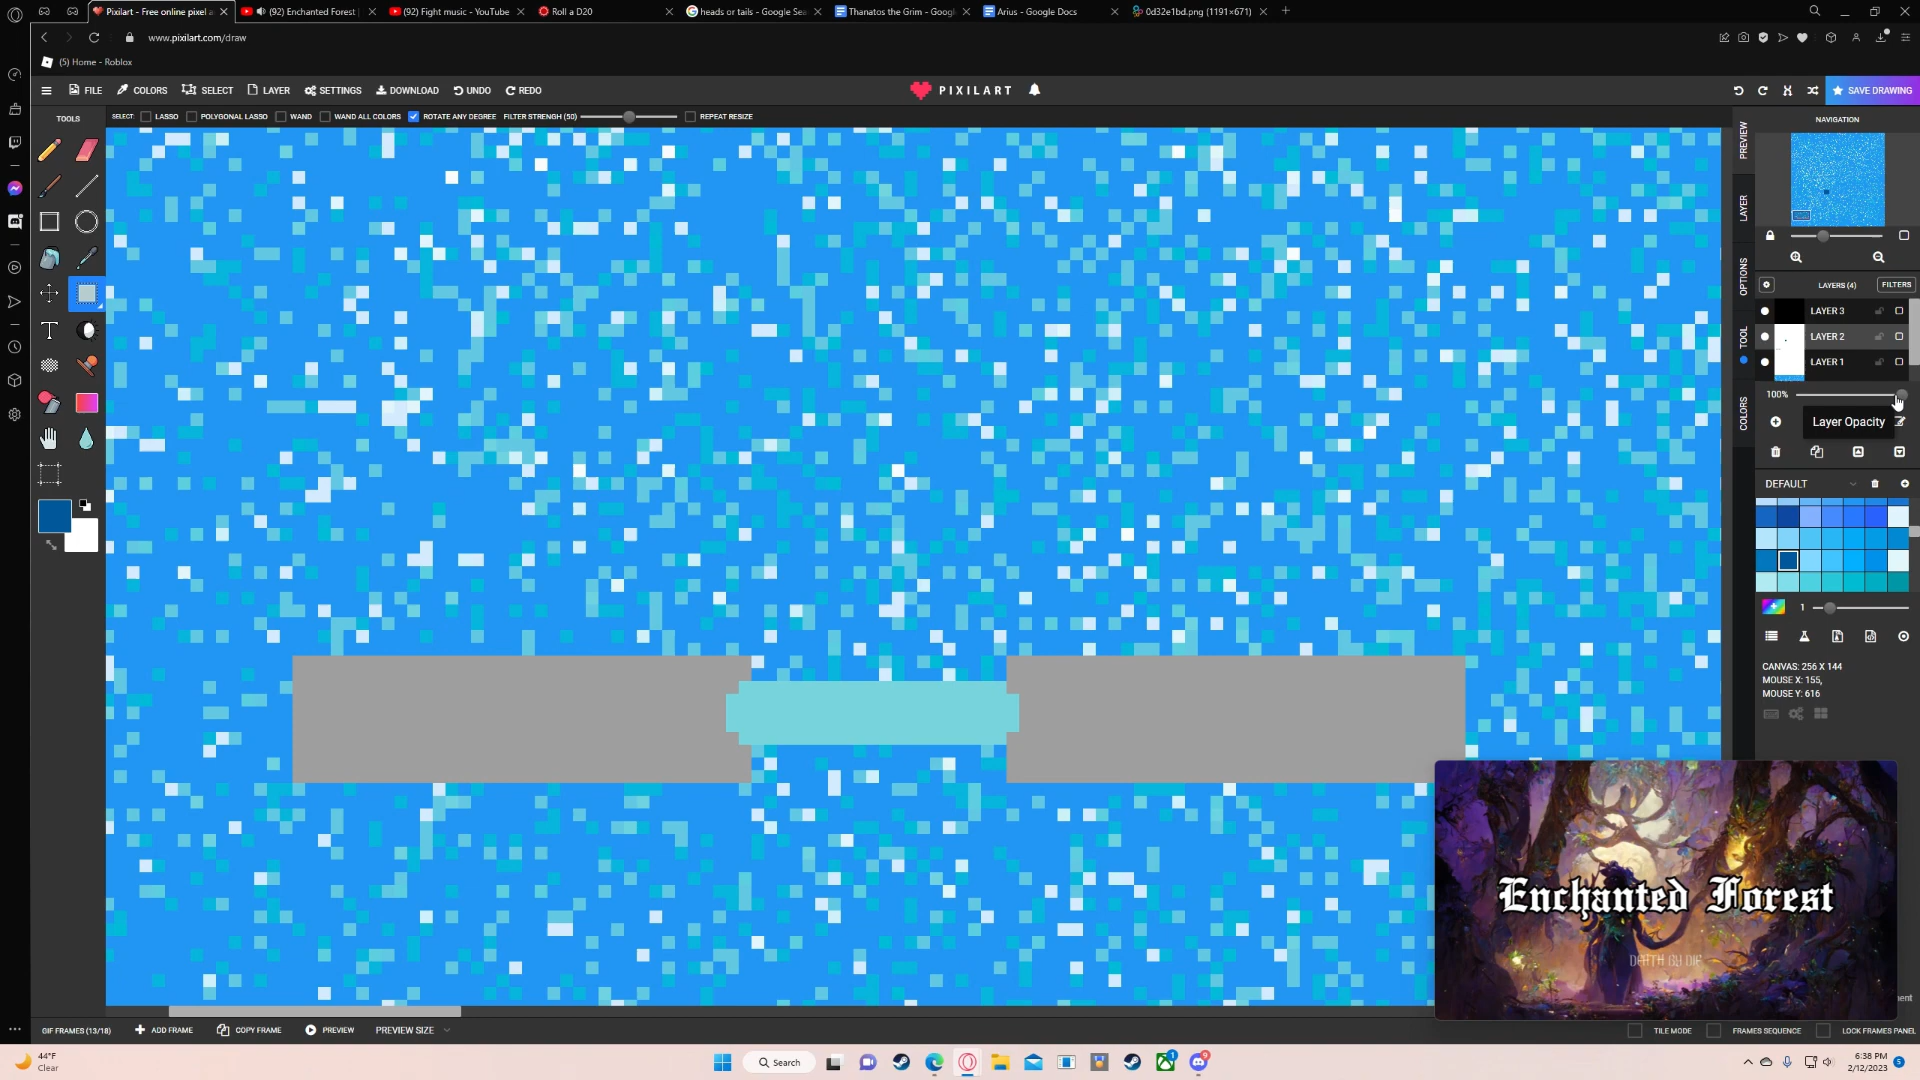 Pixilart - Free online pixel a
(92) Enchanted Forest
(92) Fight music - YouTube
Roll a D20
heads or tails - Google Sea
Thanatos the Grim - Googl
Arius - Google Docs
0d32e1bd.png (1191×671)
www.pixilart.com/draw
(5) Home - Roblox
FILE
COLORS
SELECT
LAYER
SETTINGS
DOWNLOAD
UNDO
REDO
PIXILART
SAVE DRAWING
TOOLS
SELECT:
LASSO
POLYGONAL LASSO
WAND
WAND ALL COLORS
ROTATE ANY DEGREE
FILTER STRENGH (50)
REPEAT RESIZE
PREVIEW
LAYER
OPTIONS
TOOL
COLORS
NAVIGATION
LAYERS (4)
FILTERS
LAYER 3
LAYER 2
LAYER 1
100%
Layer Opacity
DEFAULT
1
CANVAS: 256 X 144
MOUSE X: 155,
MOUSE Y: 616
Enchanted Forest
DEATH BY DIE
GIF FRAMES (13/18)
ADD FRAME
COPY FRAME
PREVIEW
PREVIEW SIZE
TILE MODE
FRAMES SEQUENCE
LOCK FRAMES PANEL
44°F
Clear
Search
1
9
6:38 PM
2/12/2023
5